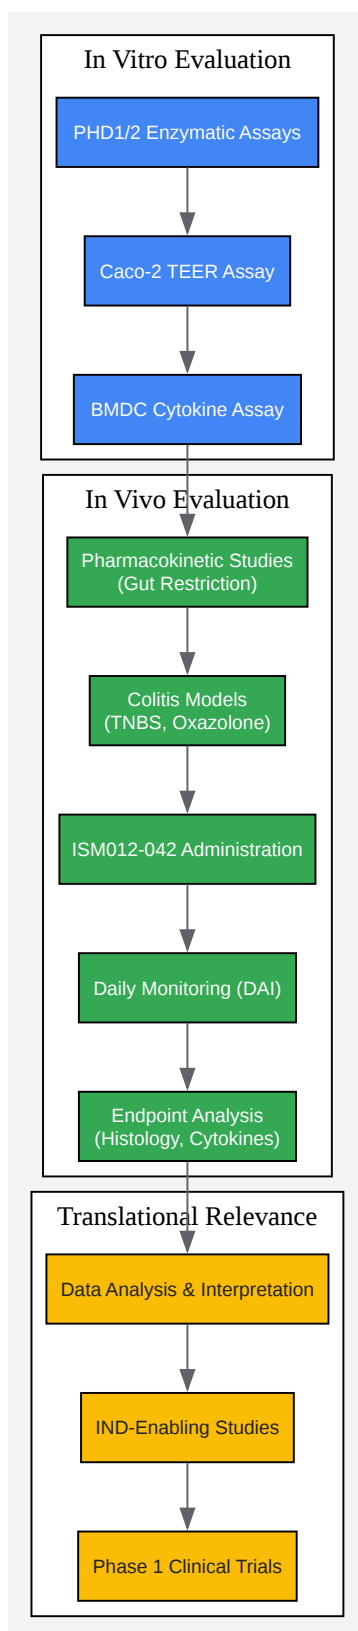 In Vitro Evaluation
PHD1/2 Enzymatic Assays
Caco-2 TEER Assay
BMDC Cytokine Assay
In Vivo Evaluation
Pharmacokinetic Studies
(Gut Restriction)
Colitis Models
(TNBS, Oxazolone)
ISM012-042 Administration
Daily Monitoring (DAI)
Endpoint Analysis
(Histology, Cytokines)
Translational Relevance
Data Analysis & Interpretation
IND-Enabling Studies
Phase 1 Clinical Trials